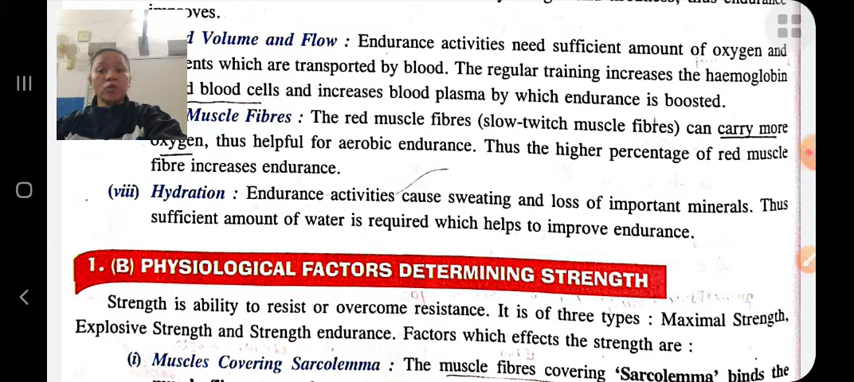 improves.
d Volume and Flow : Endurance activities need sufficient amount of oxygen and
ents which are transported by blood. The regular training increases the haemoglobin
d blood cells and increases blood plasma by which endurance is boosted.
Muscle Fibres : The red muscle fibres (slow-twitch muscle fibres) can carry more
oxygen, thus helpful for aerobic endurance. Thus the higher percentage of red muscle
fibre increases endurance.
(viii) Hydration : Endurance activities cause sweating and loss of important minerals. Thus
sufficient amount of water is required which helps to improve endurance.
1. (B) PHYSIOLOGICAL FACTORS DETERMINING STRENGTH
Strength is ability to resist or overcome resistance. It is of three types : Maximal Strength,
Explosive Strength and Strength endurance. Factors which effects the strength are :
(i) Muscles Covering Sarcolemma : The muscle fibres covering ‘Sarcolemma’ binds the